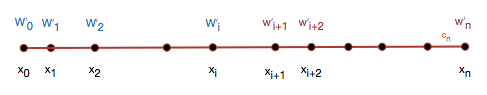 W'₀ W'₁ W'₂ W'ᵢ w'ᵢ₊₁ w'ᵢ₊₂ w'ₙ
cₙ
x₀ x₁ x₂ xᵢ xᵢ₊₁ xᵢ₊₂ xₙ